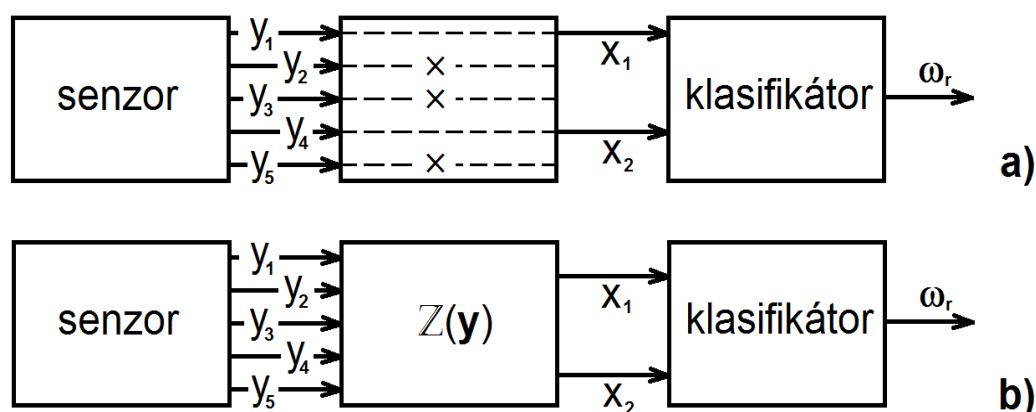 senzor
y₁
y₂
y₃
y₄
y₅
×
×
×
x₁
x₂
klasifikátor
ωᵣ
a)
senzor
y₁
y₂
y₃
y₄
y₅
ℤ(y)
x₁
x₂
klasifikátor
ωᵣ
b)